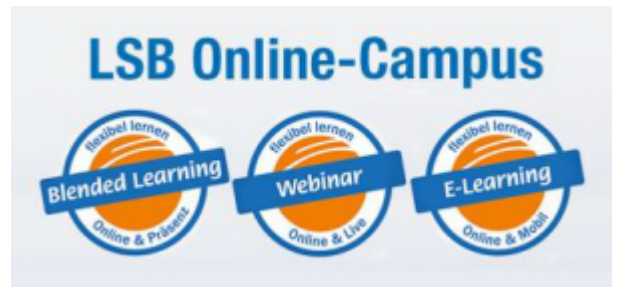 LSB Online-Campus
flexibel lernen
Blended Learning
Online & Präsenz
flexibel lernen
Webinar
Online & Live
flexibel lernen
E-Learning
Online & Mobil